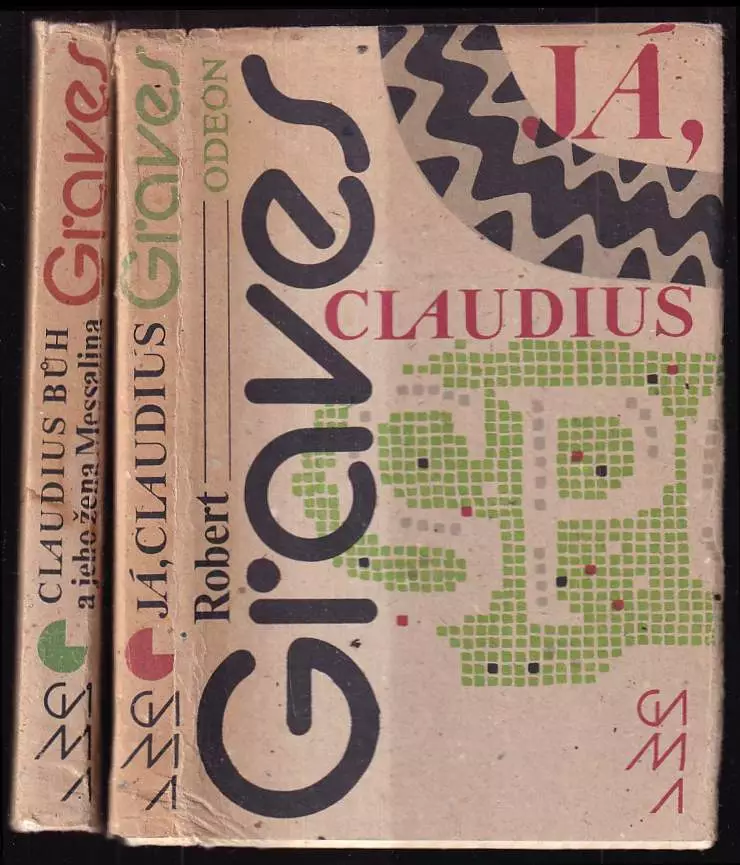 CLAUDIUS BŮH
a jeho žena Messalina
Graves
JÁ, CLAUDIUS
Graves
Robert
ODEON
Graves
JÁ,
CLAUDIUS